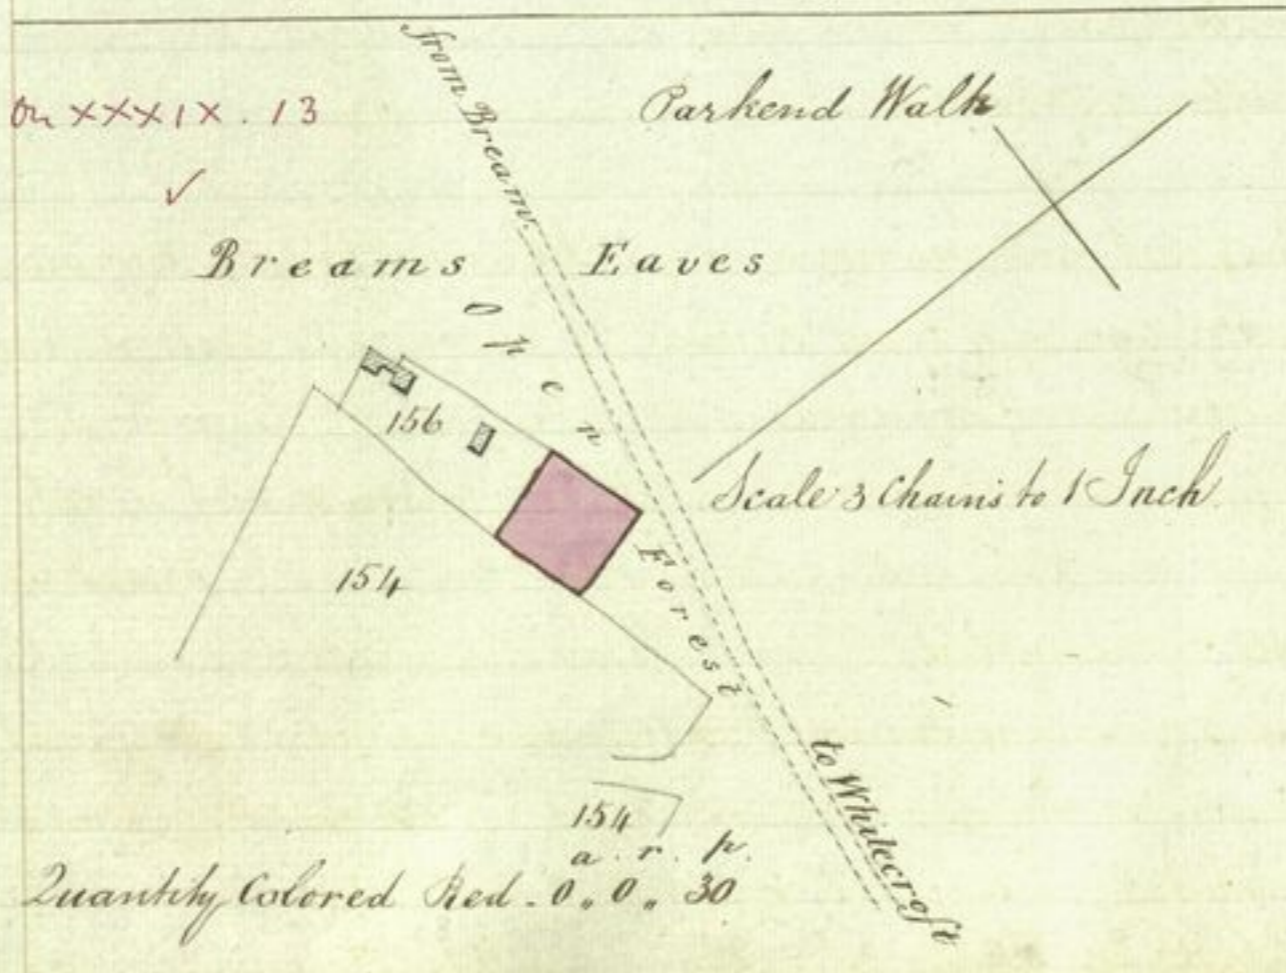 from Bream
on XXXIX. 13
Parkend Walk
Breams Eaves
Open
156
Scale 3 Chains to 1 Inch.
154
Forest
to Whitecroft
154
a. r. p.
Quantity Colored Red. 0,, 0,, 30